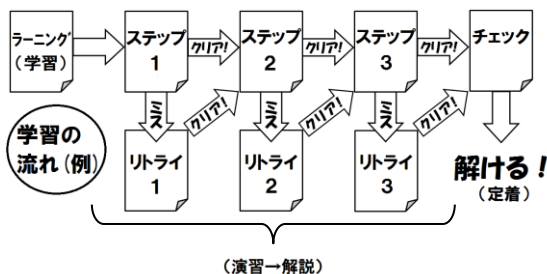 ラーニング
(学習)
ステップ
1
クリア!
ステップ
2
クリア!
ステップ
3
クリア!
チェック
ミス
クリア!
ミス
クリア!
ミス
クリア!
学習の
流れ(例)
リトライ
1
リトライ
2
リトライ
3
解ける!
(定着)
(演習→解説)